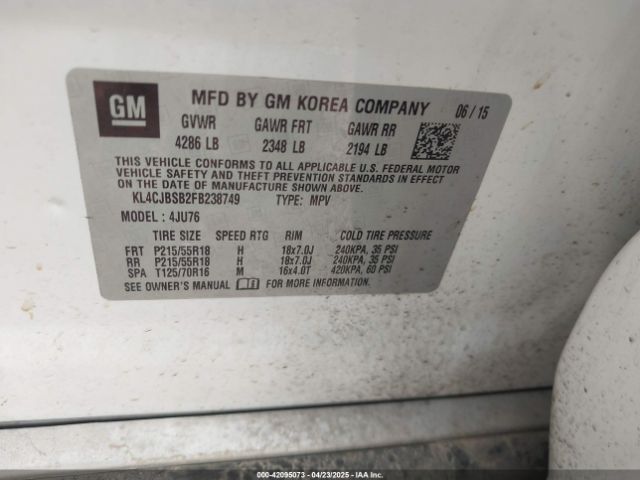 GM
MFD BY GM KOREA COMPANY 06 / 15
GVWR GAWR FRT GAWR RR
4286 LB 2348 LB 2194 LB
THIS VEHICLE CONFORMS TO ALL APPLICABLE U.S. FEDERAL MOTOR
VEHICLE SAFETY AND THEFT PREVENTION STANDARDS IN EFFECT
ON THE DATE OF MANUFACTURE SHOWN ABOVE.
KL4CJBSB2FB238749 TYPE: MPV
MODEL : 4JU76
TIRE SIZE SPEED RTG RIM COLD TIRE PRESSURE
FRT P215/55R18 H 18x7.0J 240KPA, 35 PSI
RR P215/55R18 H 18x7.0J 240KPA, 35 PSI
SPA T125/70R16 M 16x4.0T 420KPA, 60 PSI
SEE OWNER'S MANUAL FOR MORE INFORMATION.
000-42095073 - 04/23/2025 - IAAI.COM